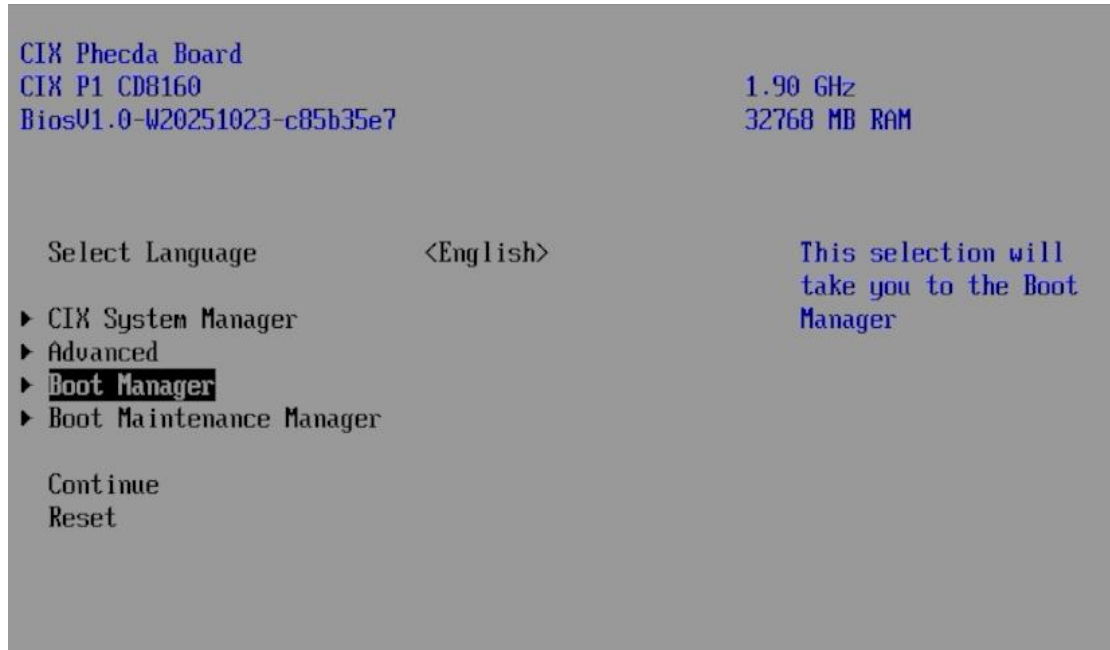 CIX Phecda Board
CIX P1 CD8160 1.90 GHz
BiosV1.0-W20251023-c85b35e7 32768 MB RAM
Select Language <English> This selection will
take you to the Boot
▶ CIX System Manager Manager
▶ Advanced
▶ Boot Manager
▶ Boot Maintenance Manager
Continue
Reset